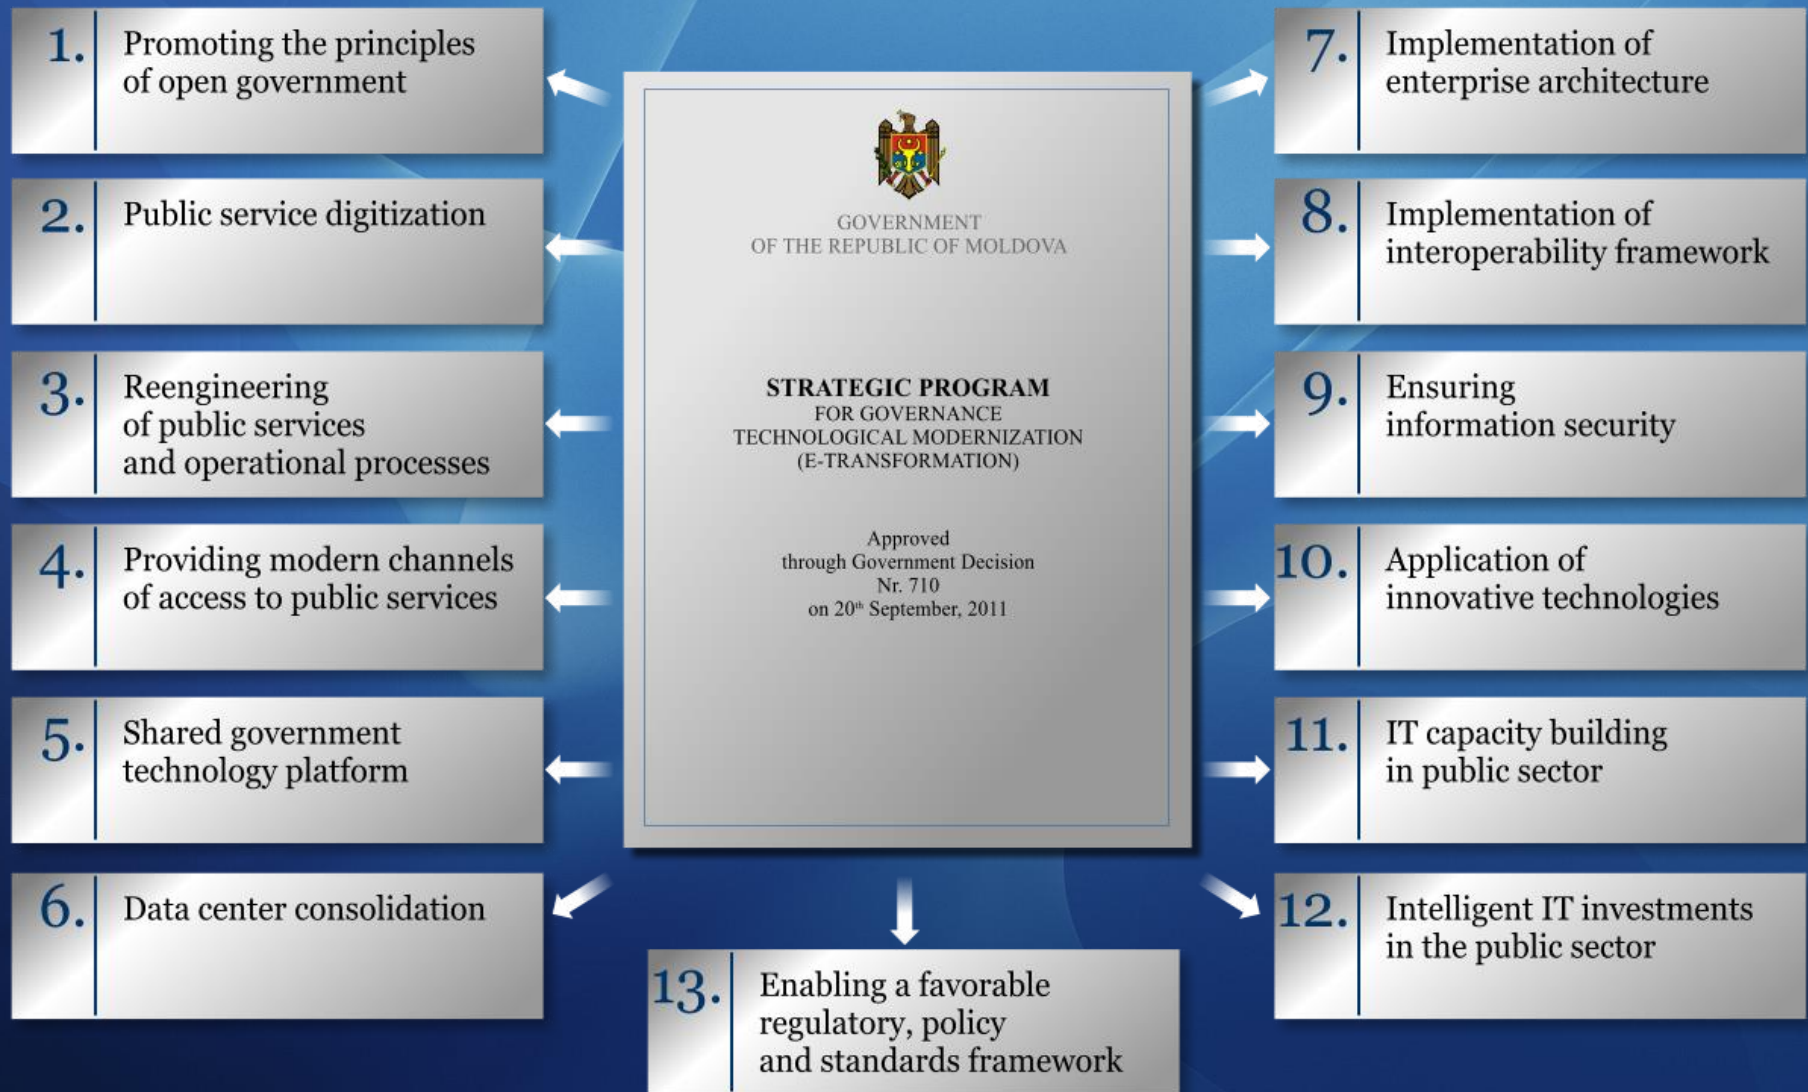 1. Promoting the principles
of open government
2. Public service digitization
3. Reengineering
of public services
and operational processes
4. Providing modern channels
of access to public services
5. Shared government
technology platform
6. Data center consolidation
GOVERNMENT
OF THE REPUBLIC OF MOLDOVA
STRATEGIC PROGRAM
FOR GOVERNANCE
TECHNOLOGICAL MODERNIZATION
(E-TRANSFORMATION)
Approved
through Government Decision
Nr. 710
on 20th September, 2011
7. Implementation of
enterprise architecture
8. Implementation of
interoperability framework
9. Ensuring
information security
10. Application of
innovative technologies
11. IT capacity building
in public sector
12. Intelligent IT investments
in the public sector
13. Enabling a favorable
regulatory, policy
and standards framework